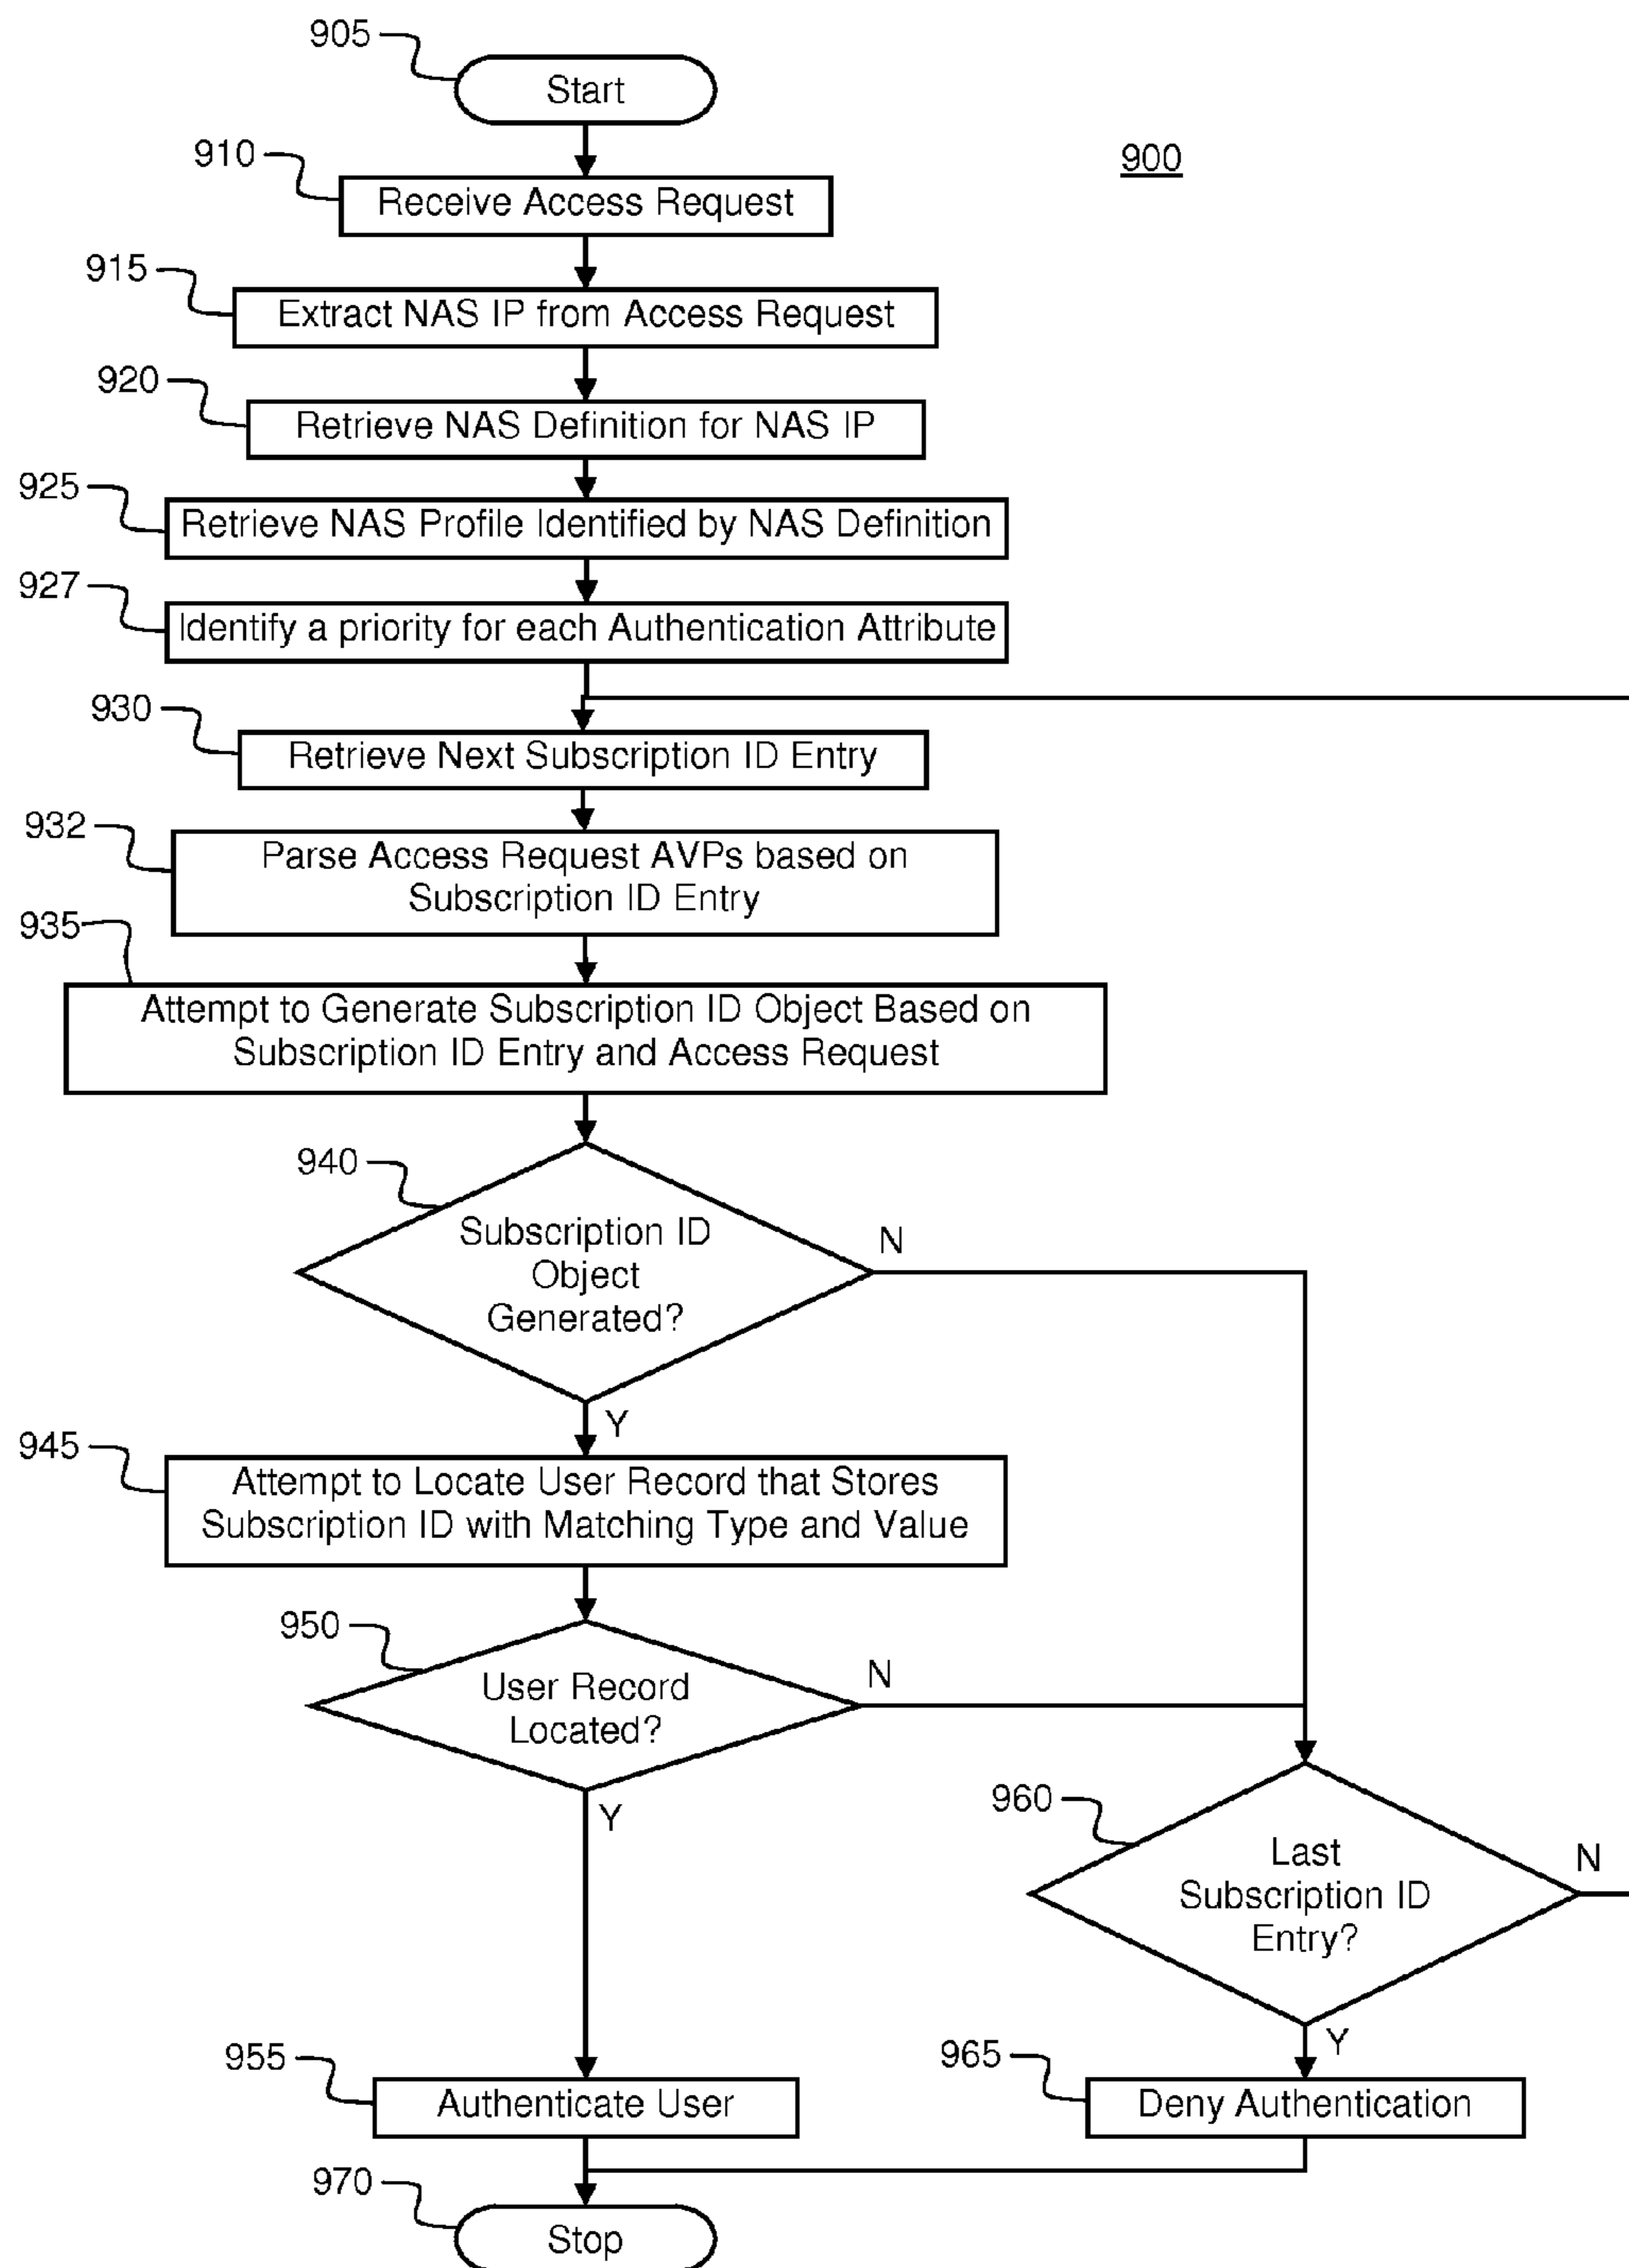 905
Start
900
910
Receive Access Request
915
Extract NAS IP from Access Request
920
Retrieve NAS Definition for NAS IP
925
Retrieve NAS Profile Identified by NAS Definition
927
Identify a priority for each Authentication Attribute
930
Retrieve Next Subscription ID Entry
932
Parse Access Request AVPs based on
Subscription ID Entry
935
Attempt to Generate Subscription ID Object Based on
Subscription ID Entry and Access Request
940
Subscription ID
Object
Generated?
N
Y
945
Attempt to Locate User Record that Stores
Subscription ID with Matching Type and Value
950
User Record
Located?
N
Y
960
Last
Subscription ID
Entry?
N
Y
955
Authenticate User
965
Deny Authentication
970
Stop